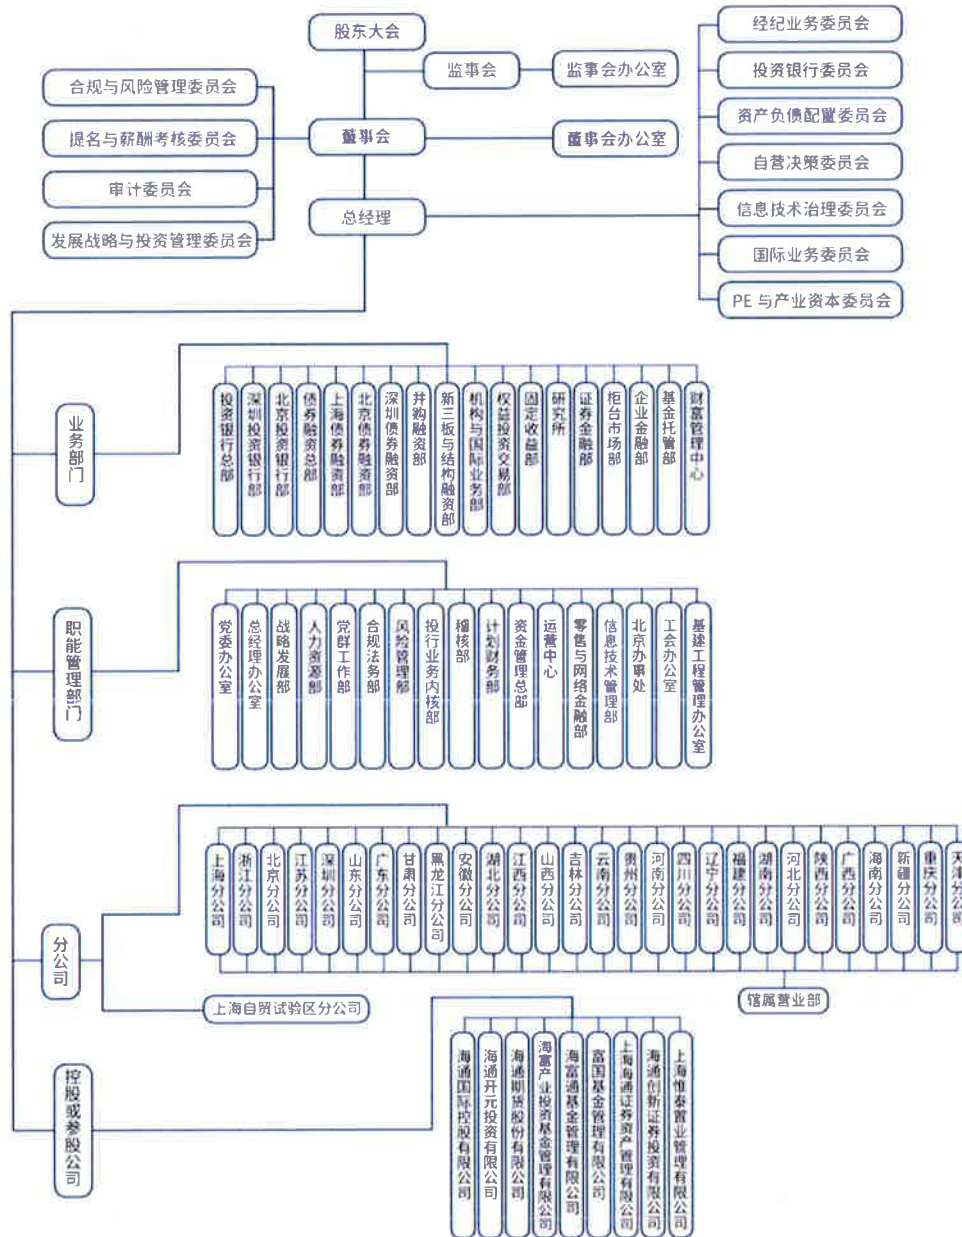 股东大会
监事会
监事会办公室
合规与风险管理委员会
提名与薪酬考核委员会
审计委员会
发展战略与投资管理委员会
董事会
董事会办公室
总经理
经纪业务委员会
投资银行委员会
资产负债配置委员会
自营决策委员会
信息技术治理委员会
国际业务委员会
PE 与产业资本委员会
业务部门
投资银行总部
深圳投资银行部
北京投资银行部
债券融资总部
上海债券融资部
北京债券融资部
深圳债券融资部
并购融资部
新三板与结构融资部
机构与国际业务部
权益投资交易部
固定收益部
研究所
证券金融部
柜台市场部
企业金融部
基金托管部
财富管理中心
职能管理部门
党委办公室
总经理办公室
战略发展部
人力资源部
党群工作部
合规法务部
风险管理部
投行业务内核部
稽核部
计划财务部
资金管理总部
运营中心
零售与网络金融部
信息技术管理部
北京办事处
工会办公室
基建工程管理办公室
分公司
上海分公司
浙江分公司
北京分公司
江苏分公司
深圳分公司
山东分公司
广东分公司
甘肃分公司
黑龙江分公司
安徽分公司
湖北分公司
江西分公司
山西分公司
吉林分公司
云南分公司
贵州分公司
河南分公司
四川分公司
辽宁分公司
福建分公司
湖南分公司
河北分公司
陕西分公司
广西分公司
海南分公司
新疆分公司
重庆分公司
天津分公司
上海自贸试验区分公司
辖属营业部
控股或参股公司
海通国际控股有限公司
海通开元投资有限公司
海通期货股份有限公司
海富产业投资基金管理有限公司
海富通基金管理有限公司
富国基金管理有限公司
上海海通证券资产管理有限公司
海通创新证券投资有限公司
上海惟泰置业管理有限公司